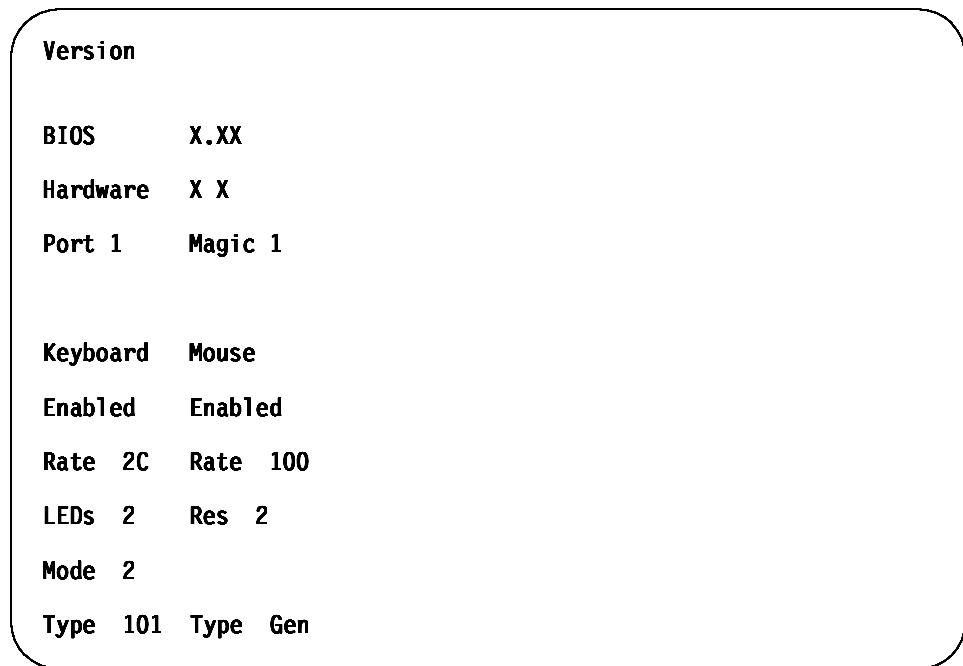 Version
BIOS X.XX
Hardware X X
Port 1 Magic 1
Keyboard Mouse
Enabled Enabled
Rate 2C Rate 100
LEDs 2 Res 2
Mode 2
Type 101 Type Gen